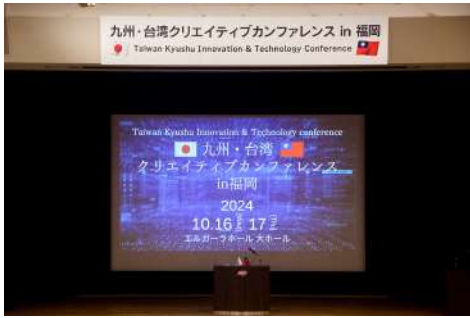 九州・台湾クリエイティブカンファレンス in 福岡
Taiwan Kyushu Innovation & Technology Conference
Taiwan Kyushu Innovation & Technology conference
九州・台湾
クリエイティブカンファレンス
in福岡
2024
10.16(Wed) 17(Thu)
エルガーラホール 大ホール